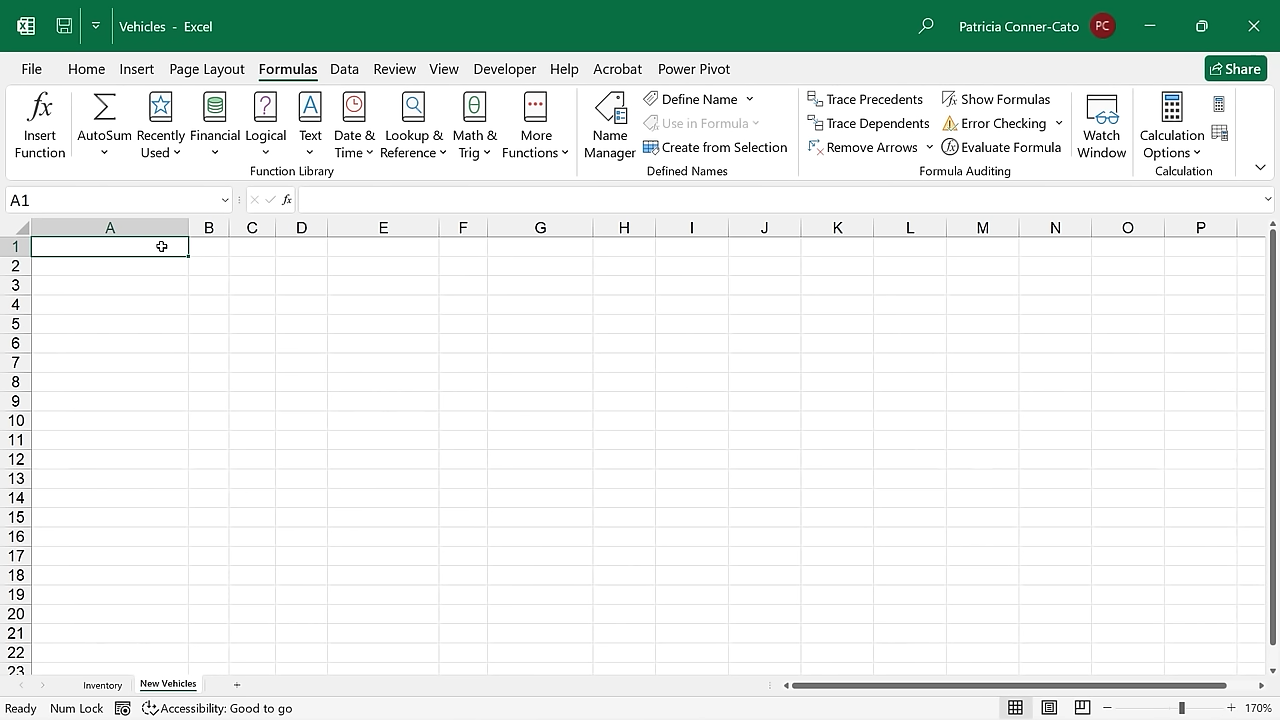 Vehicles - Excel
Patricia Conner-Cato PC
File Home Insert Page Layout Formulas Data Review View Developer Help Acrobat Power Pivot Share
fx Insert Function
AutoSum
Recently Used
Financial
Logical
Text
Date & Time
Lookup & Reference
Math & Trig
More Functions
Function Library
Name Manager
Define Name
Use in Formula
Create from Selection
Defined Names
Trace Precedents
Trace Dependents
Remove Arrows
Show Formulas
Error Checking
Evaluate Formula
Formula Auditing
Watch Window
Calculation Options
Calculation
A1 fx
A B C D E F G H I J K L M N O P
1
2
3
4
5
6
7
8
9
10
11
12
13
14
15
16
17
18
19
20
21
22
23
Inventory New Vehicles +
Ready Num Lock Accessibility: Good to go 170%